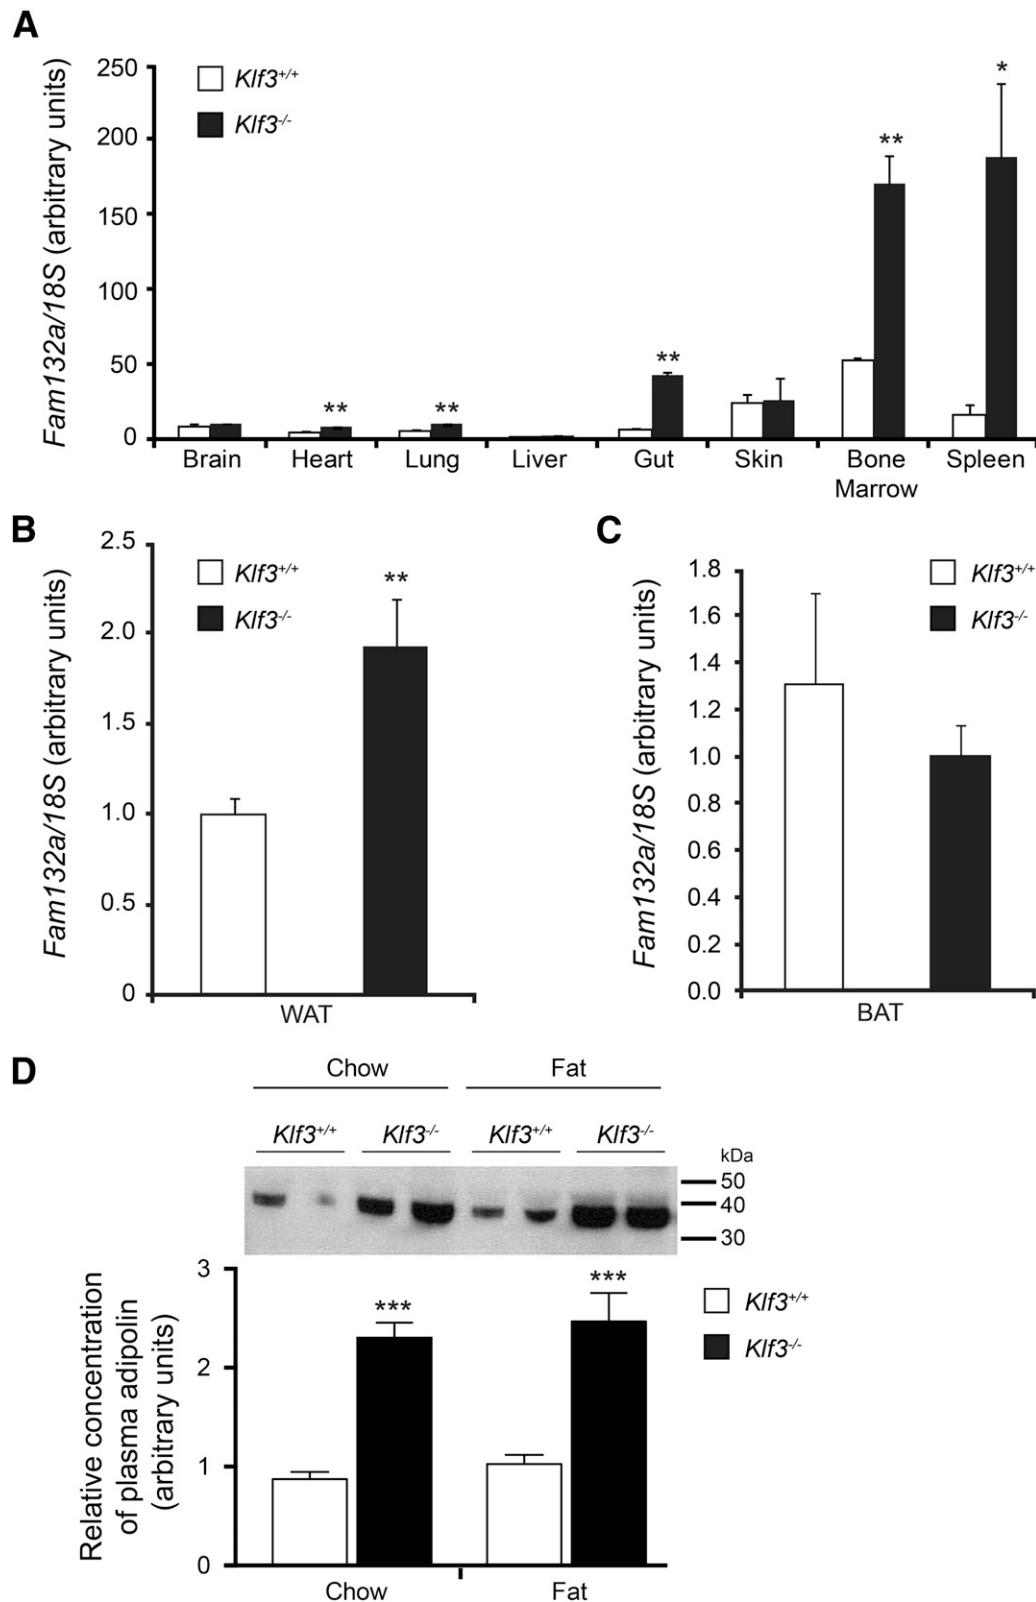 A
Fam132a/18S (arbitrary units)
250
200
150
100
50
0
Klf3+/+
Klf3-/-
**
**
**
**
*
Brain Heart Lung Liver Gut Skin Bone Spleen
Marrow
B
Fam132a/18S (arbitrary units)
2.5
2.0
1.5
1.0
0.5
0
Klf3+/+
Klf3-/-
**
WAT
C
Fam132a/18S (arbitrary units)
1.8
1.6
1.4
1.2
1.0
0.8
0.6
0.4
0.2
0.0
Klf3+/+
Klf3-/-
BAT
D
Chow Fat
Klf3+/+ Klf3-/- Klf3+/+ Klf3-/-
kDa
50
40
30
Relative concentration
of plasma adipolin
(arbitrary units)
3
2
1
0
***
***
Klf3+/+
Klf3-/-
Chow Fat